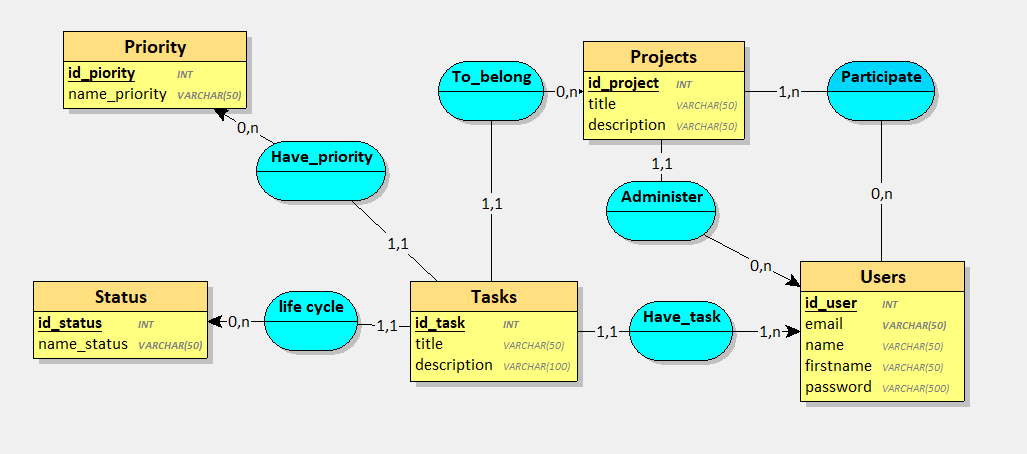 Priority
id_piority INT
name_priority VARCHAR(50)
To_belong
0,n
Projects
id_project INT
title VARCHAR(50)
description VARCHAR(50)
1,n
Participate
0,n
Have_priority
1,1
1,1
1,1
Administer
0,n
0,n
Status
id_status INT
name_status VARCHAR(50)
0,n
life cycle
1,1
Tasks
id_task INT
title VARCHAR(50)
description VARCHAR(100)
1,1
Have_task
1,n
Users
id_user INT
email VARCHAR(50)
name VARCHAR(50)
firstname VARCHAR(50)
password VARCHAR(500)